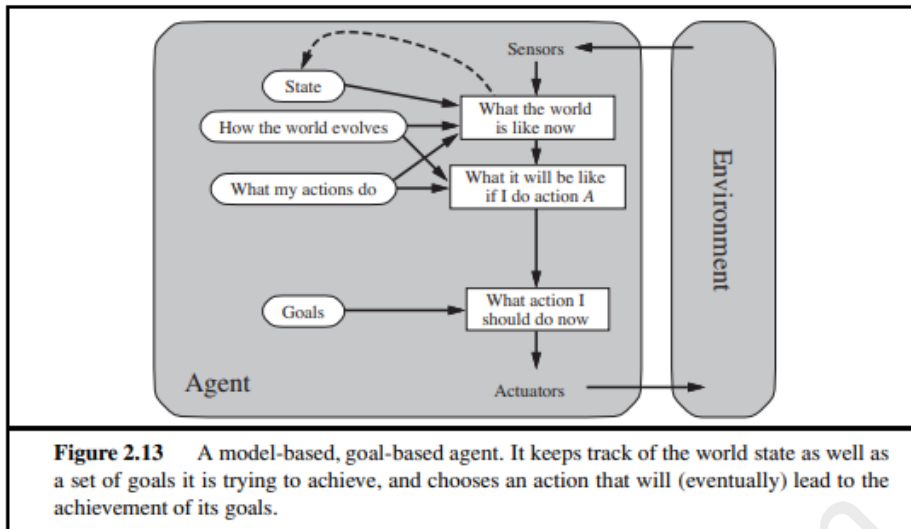 Sensors
State
What the world
is like now
How the world evolves
What my actions do
What it will be like
if I do action A
Goals
What action I
should do now
Agent
Actuators
Environment
Figure 2.13 A model-based, goal-based agent. It keeps track of the world state as well as
a set of goals it is trying to achieve, and chooses an action that will (eventually) lead to the
achievement of its goals.